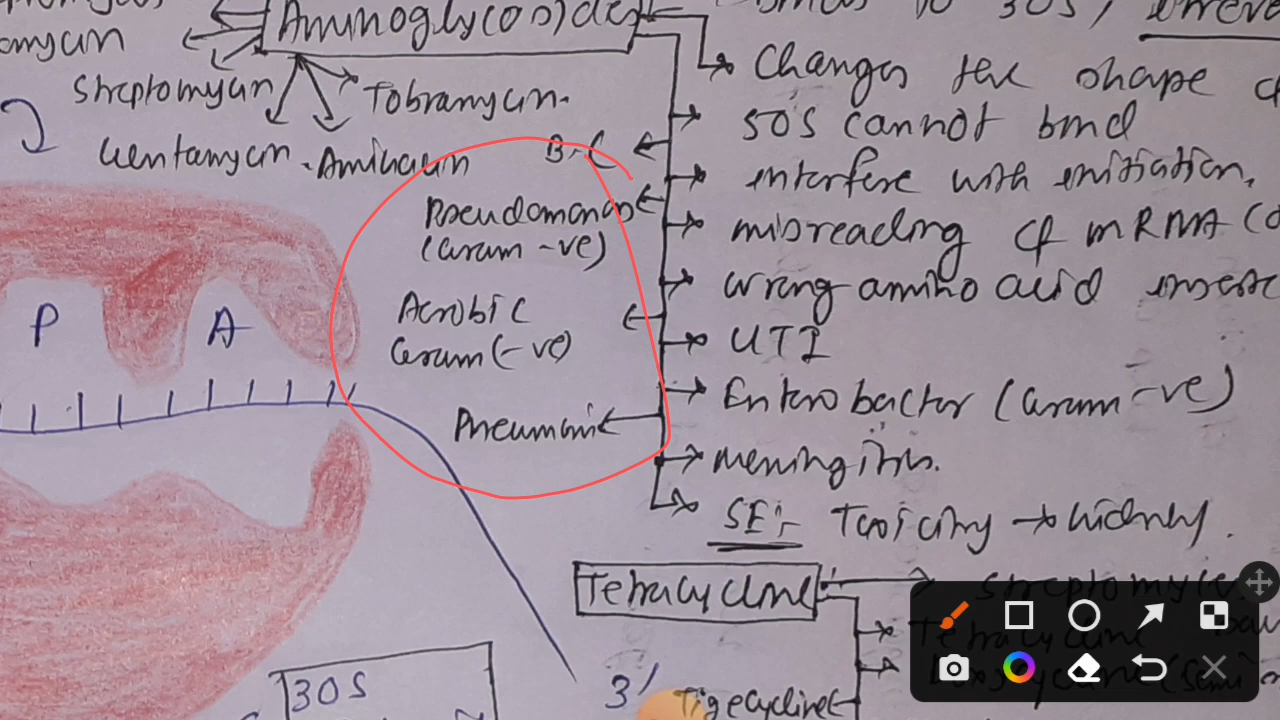 Aminoglycosides
30S,
Streptomycin
Tobramycin.
Gentamycin
.Amikacin
Changes the shape of
50S cannot bind
B.C
interfere with initiation.
Pseudomonas
(Gram -ve)
misreading of mRNA
wrong amino acid
Aerobic
Gram (-ve)
UTI
P
A
Enterobacter (Gram -ve)
Pneumoni
meningitis.
SE:- Toxicity → kidney.
Tetracycline
30S
3'
Tigecycline